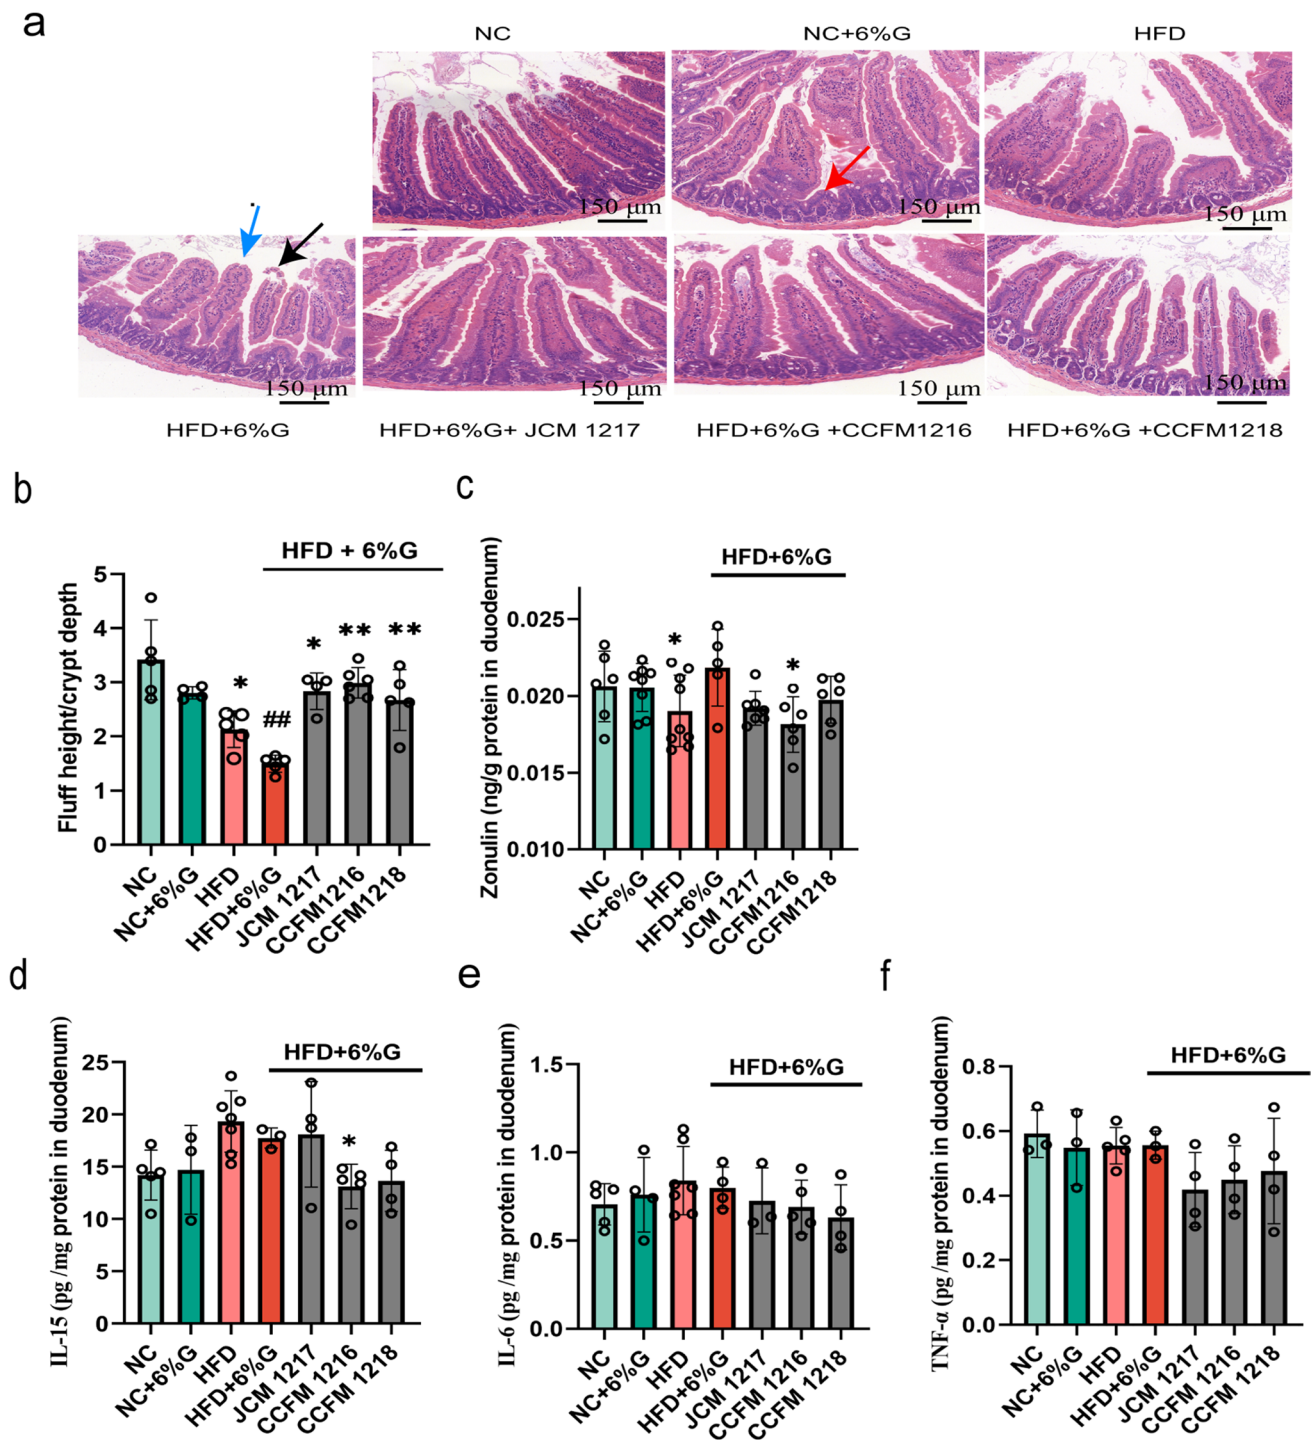 a
NC
NC+6%G
HFD
150 μm
150 μm
150 μm
150 μm
150 μm
150 μm
150 μm
HFD+6%G
HFD+6%G+ JCM 1217
HFD+6%G +CCFM1216
HFD+6%G +CCFM1218
b
Fluff height/crypt depth
HFD + 6%G
5
4
3
2
1
0
*
##
*
**
**
NC
NC+6%G
HFD
HFD+6%G
JCM 1217
CCFM1216
CCFM1218
c
Zonulin (ng/g protein in duodenum)
HFD+6%G
0.025
0.020
0.015
0.010
*
*
NC
NC+6%G
HFD
HFD+6%G
JCM 1217
CCFM1216
CCFM1218
d
IL-15 (pg /mg protein in duodenum)
HFD+6%G
25
20
15
10
5
0
*
NC
NC+6%G
HFD
HFD+6%G
JCM 1217
CCFM 1216
CCFM 1218
e
IL-6 (pg /mg protein in duodenum)
HFD+6%G
1.5
1.0
0.5
0.0
NC
NC+6%G
HFD
HFD+6%G
JCM 1217
CCFM 1216
CCFM 1218
f
TNF-α (pg /mg protein in duodenum)
HFD+6%G
0.8
0.6
0.4
0.2
0.0
NC
NC+6%G
HFD
HFD+6%G
JCM 1217
CCFM 1216
CCFM 1218